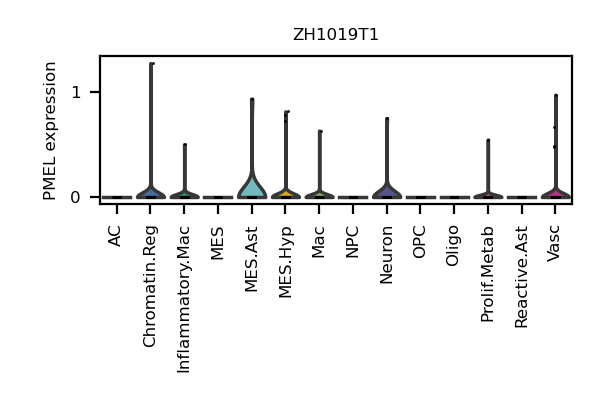 ZH1019T1
PMEL expression
1
0
AC
Chromatin.Reg
Inflammatory.Mac
MES
MES.Ast
MES.Hyp
Mac
NPC
Neuron
OPC
Oligo
Prolif.Metab
Reactive.Ast
Vasc